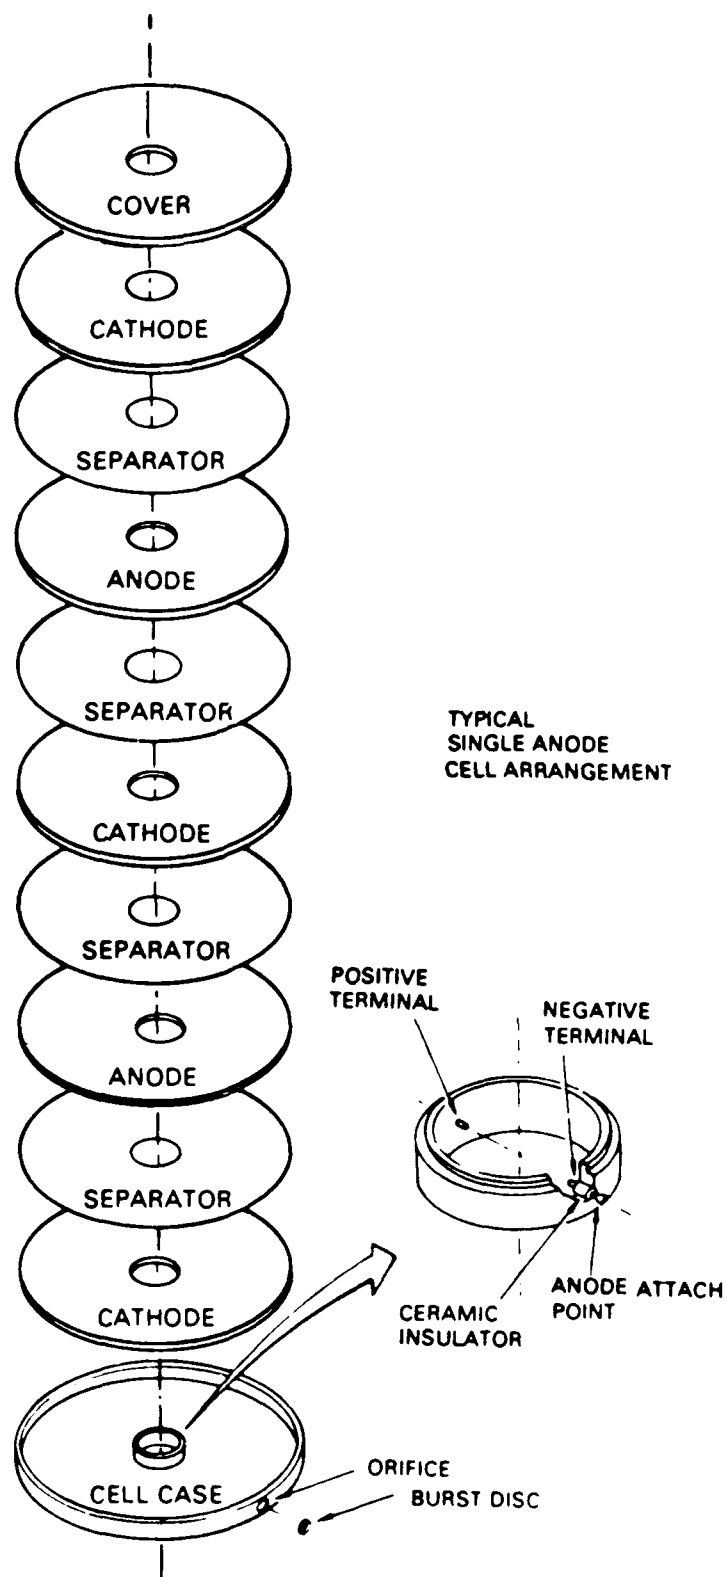 COVER
CATHODE
SEPARATOR
ANODE
SEPARATOR
TYPICAL
SINGLE ANODE
CELL ARRANGEMENT
CATHODE
SEPARATOR
POSITIVE
TERMINAL
NEGATIVE
TERMINAL
ANODE
SEPARATOR
CATHODE
CERAMIC
INSULATOR
ANODE ATTACH
POINT
CELL CASE
ORIFICE
BURST DISC